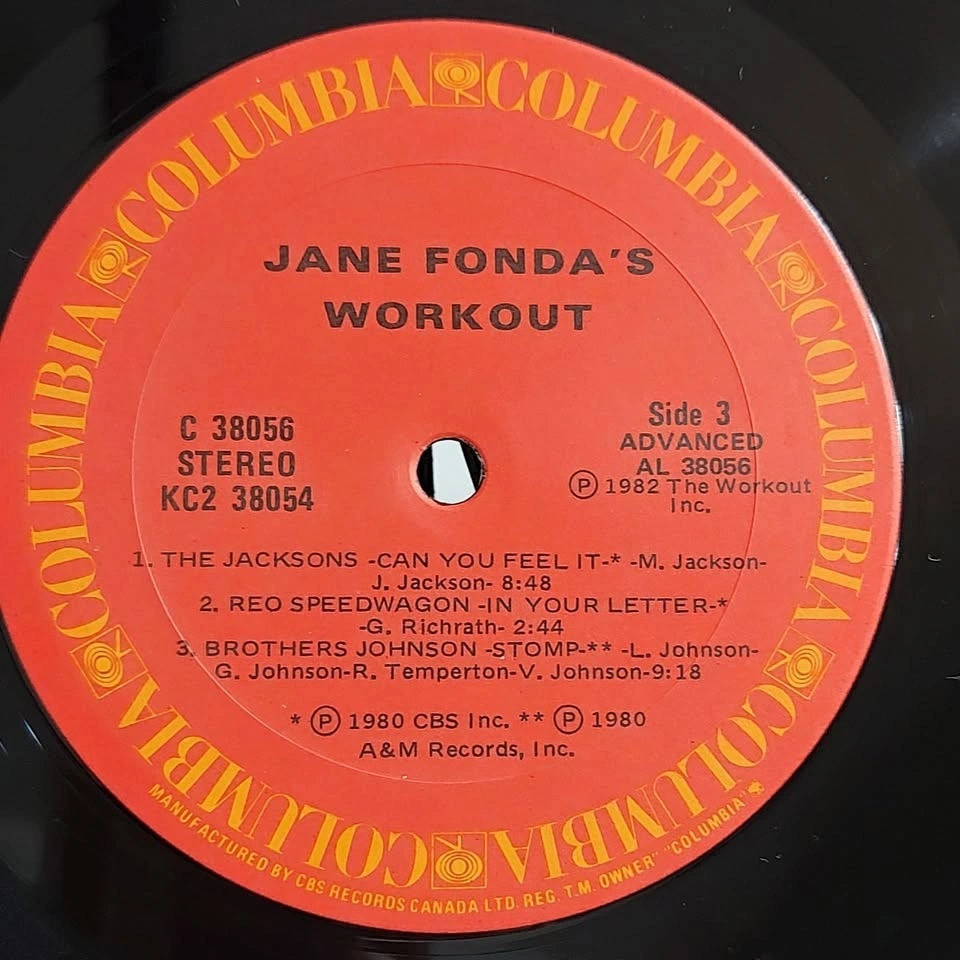 COLUMBIA COLUMBIA COLUMBIA COLUMBIA COLUMBIA COLUMBIA COLUMBIA COLUMBIA
JANE FONDA'S
WORKOUT
C 38056
STEREO
KC2 38054
Side 3
ADVANCED
AL 38056
Ⓟ 1982 The Workout
Inc.
1. THE JACKSONS -CAN YOU FEEL IT-* -M. Jackson-
J. Jackson- 8:48
2. REO SPEEDWAGON -IN YOUR LETTER-*
-G. Richrath- 2:44
3. BROTHERS JOHNSON -STOMP-** -L. Johnson-
G. Johnson-R. Temperton-V. Johnson-9:18
* Ⓟ 1980 CBS Inc. ** Ⓟ 1980
A&M Records, Inc.
MANUFACTURED BY CBS RECORDS CANADA LTD. REG. T.M. OWNER" "COLUMBIA"